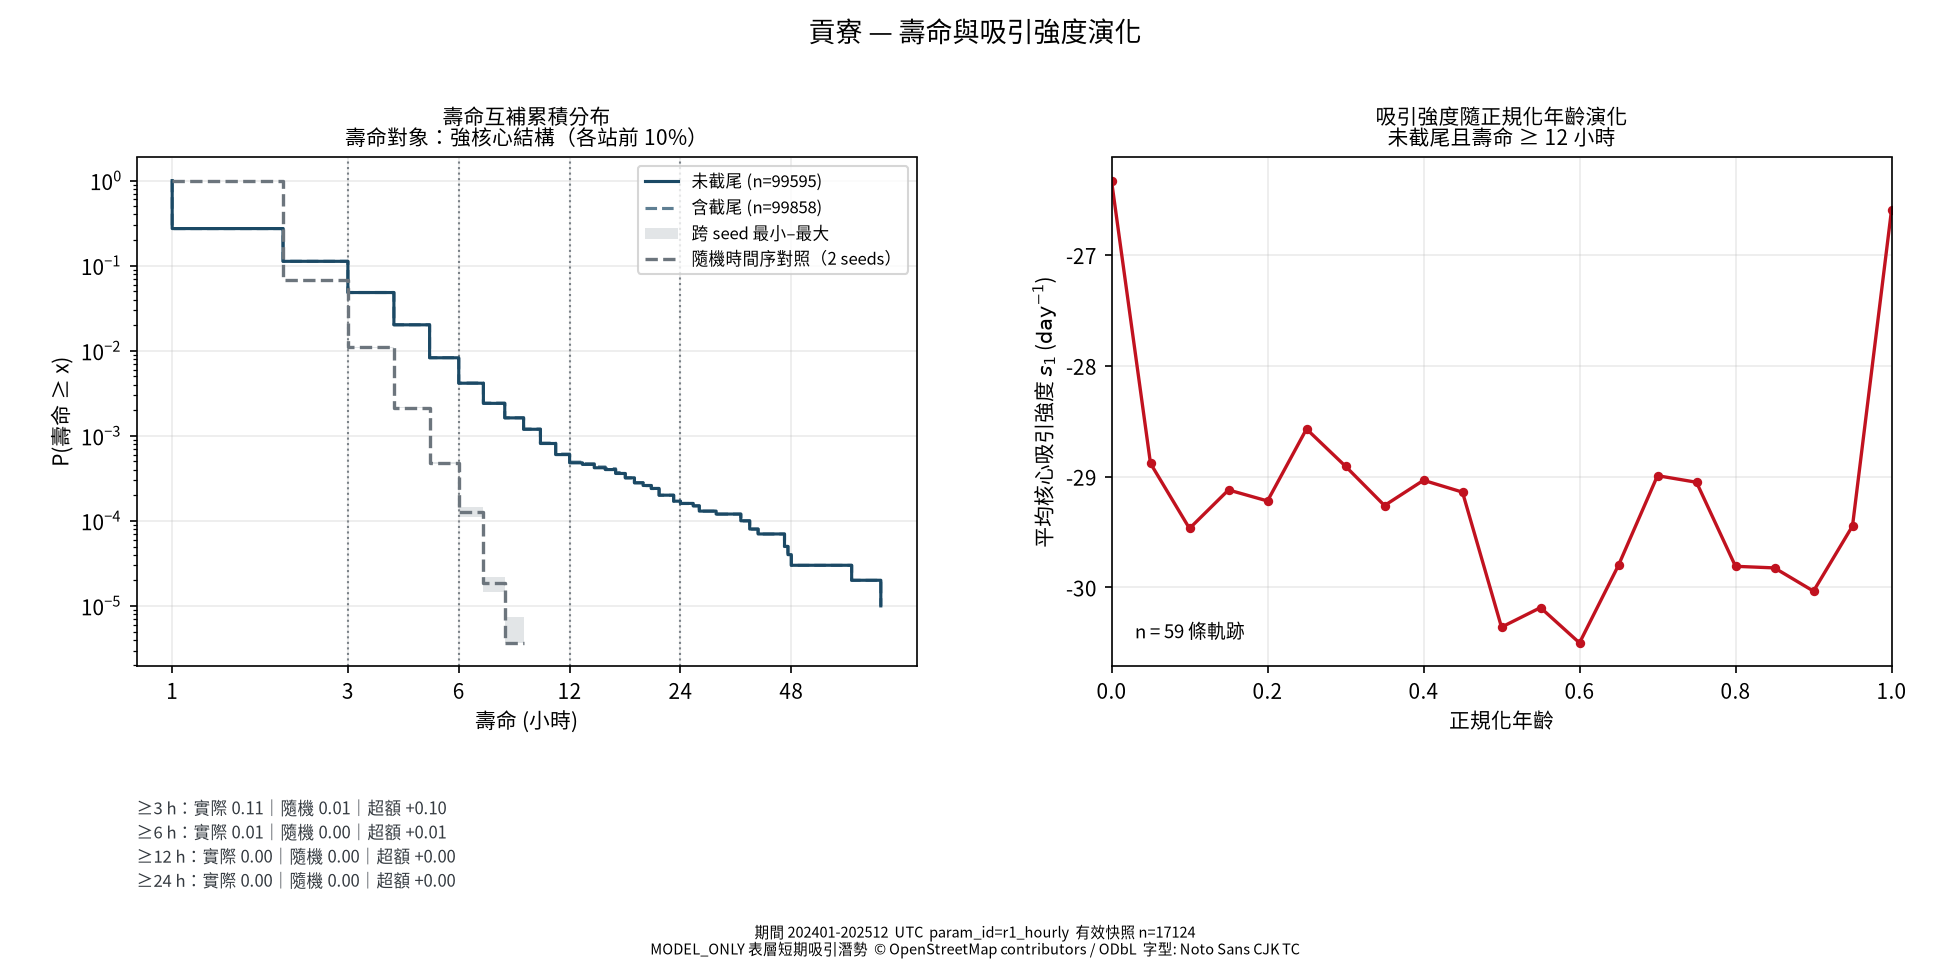 貢寮 — 壽命與吸引強度演化
壽命互補累積分布
壽命對象：強核心結構（各站前 10%）
P(壽命 ≥ x)
10⁰
10⁻¹
10⁻²
10⁻³
10⁻⁴
10⁻⁵
未截尾 (n=99595)
含截尾 (n=99858)
跨 seed 最小–最大
隨機時間序對照（2 seeds）
1 3 6 12 24 48
壽命 (小時)
吸引強度隨正規化年齡演化
未截尾且壽命 ≥ 12 小時
平均核心吸引強度 s₁ (day⁻¹)
-27
-28
-29
-30
n = 59 條軌跡
0.0 0.2 0.4 0.6 0.8 1.0
正規化年齡
≥3 h：實際 0.11｜隨機 0.01｜超額 +0.10
≥6 h：實際 0.01｜隨機 0.00｜超額 +0.01
≥12 h：實際 0.00｜隨機 0.00｜超額 +0.00
≥24 h：實際 0.00｜隨機 0.00｜超額 +0.00
期間 202401-202512 UTC param_id=r1_hourly 有效快照 n=17124
MODEL_ONLY 表層短期吸引潛勢 © OpenStreetMap contributors / ODbL 字型: Noto Sans CJK TC